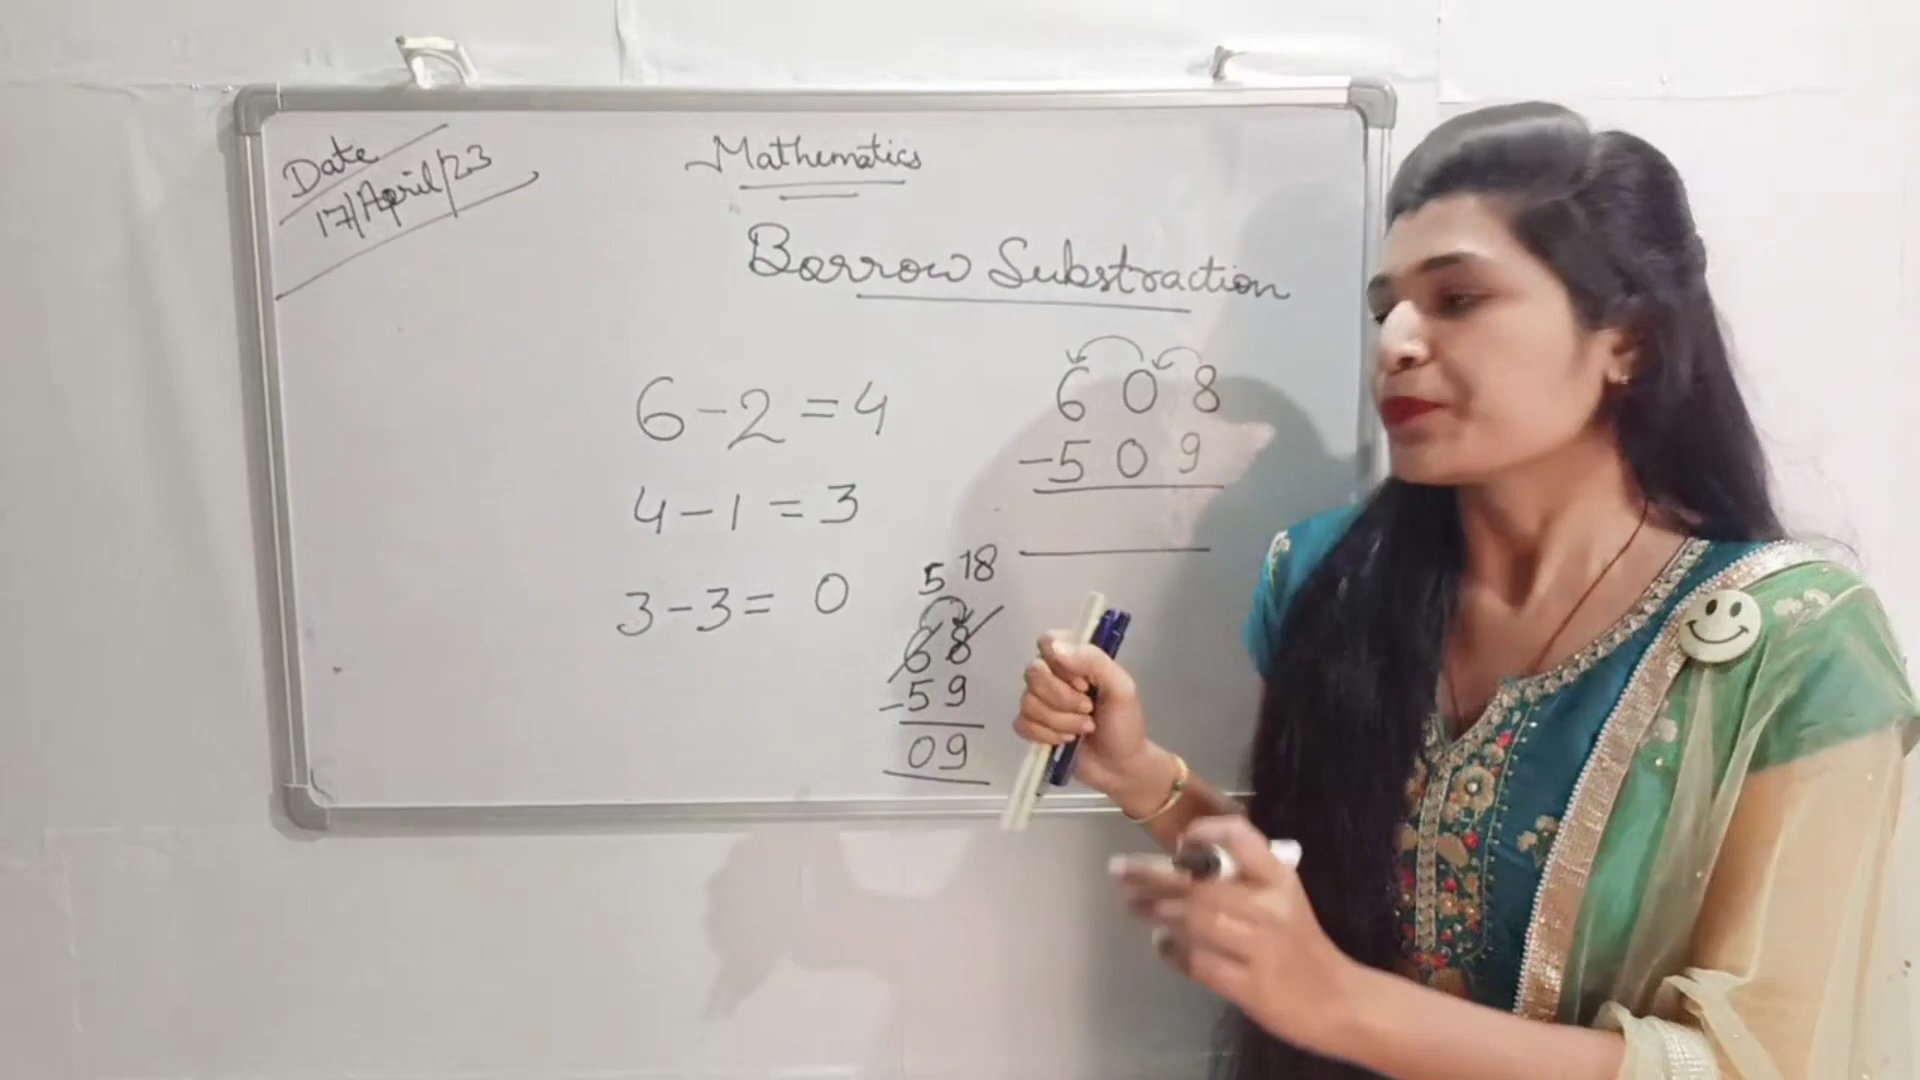 Date
17/April/23
Mathematics
Borrow Substraction
6-2=4
4-1=3
3-3=0
608
-509
5 18
68
-59
09